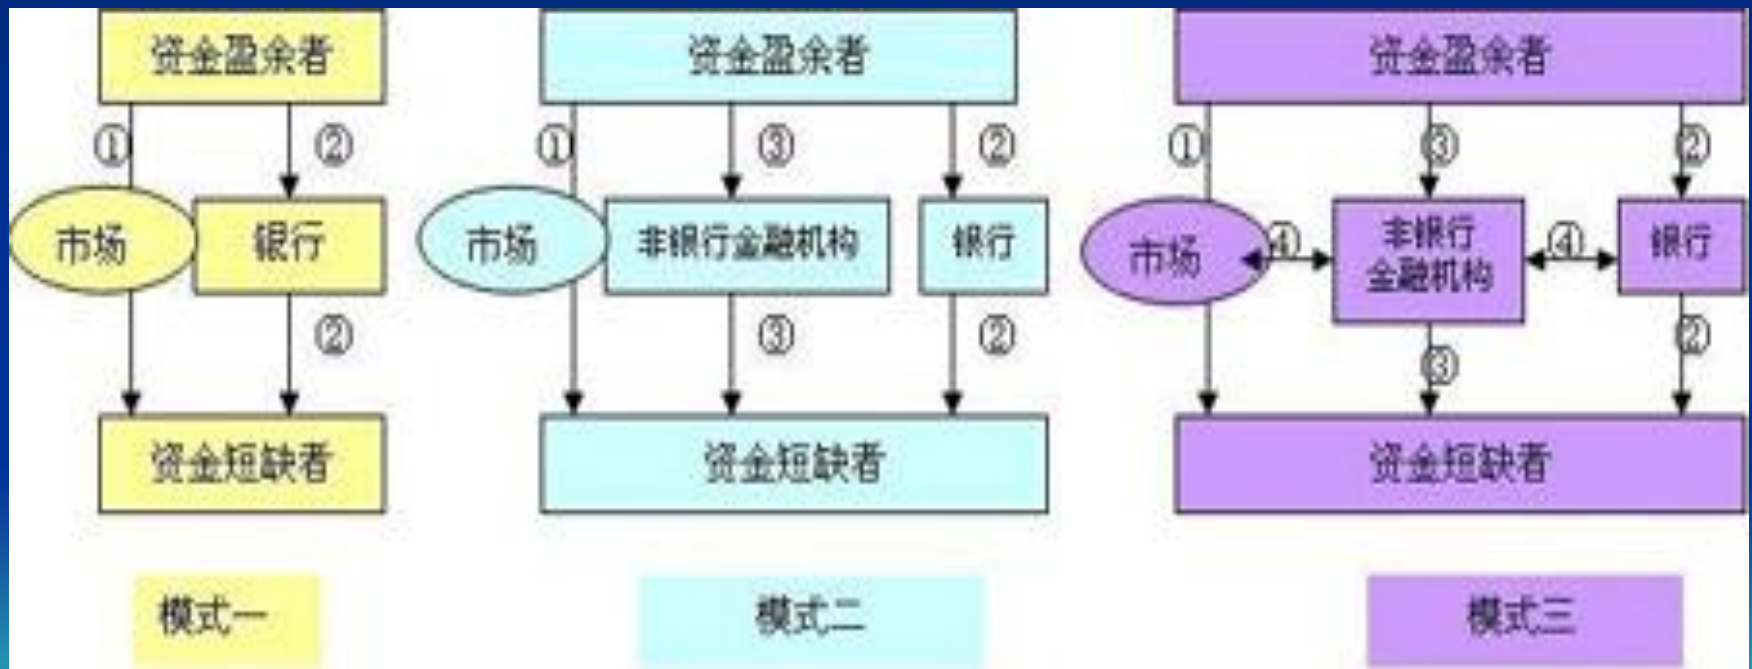 资金盈余者
①
②
市场
银行
②
资金短缺者
模式一
资金盈余者
①
③
②
市场
非银行金融机构
银行
③
②
资金短缺者
模式二
资金盈余者
①
③
②
市场
④
非银行
金融机构
④
银行
②
③
资金短缺者
模式三